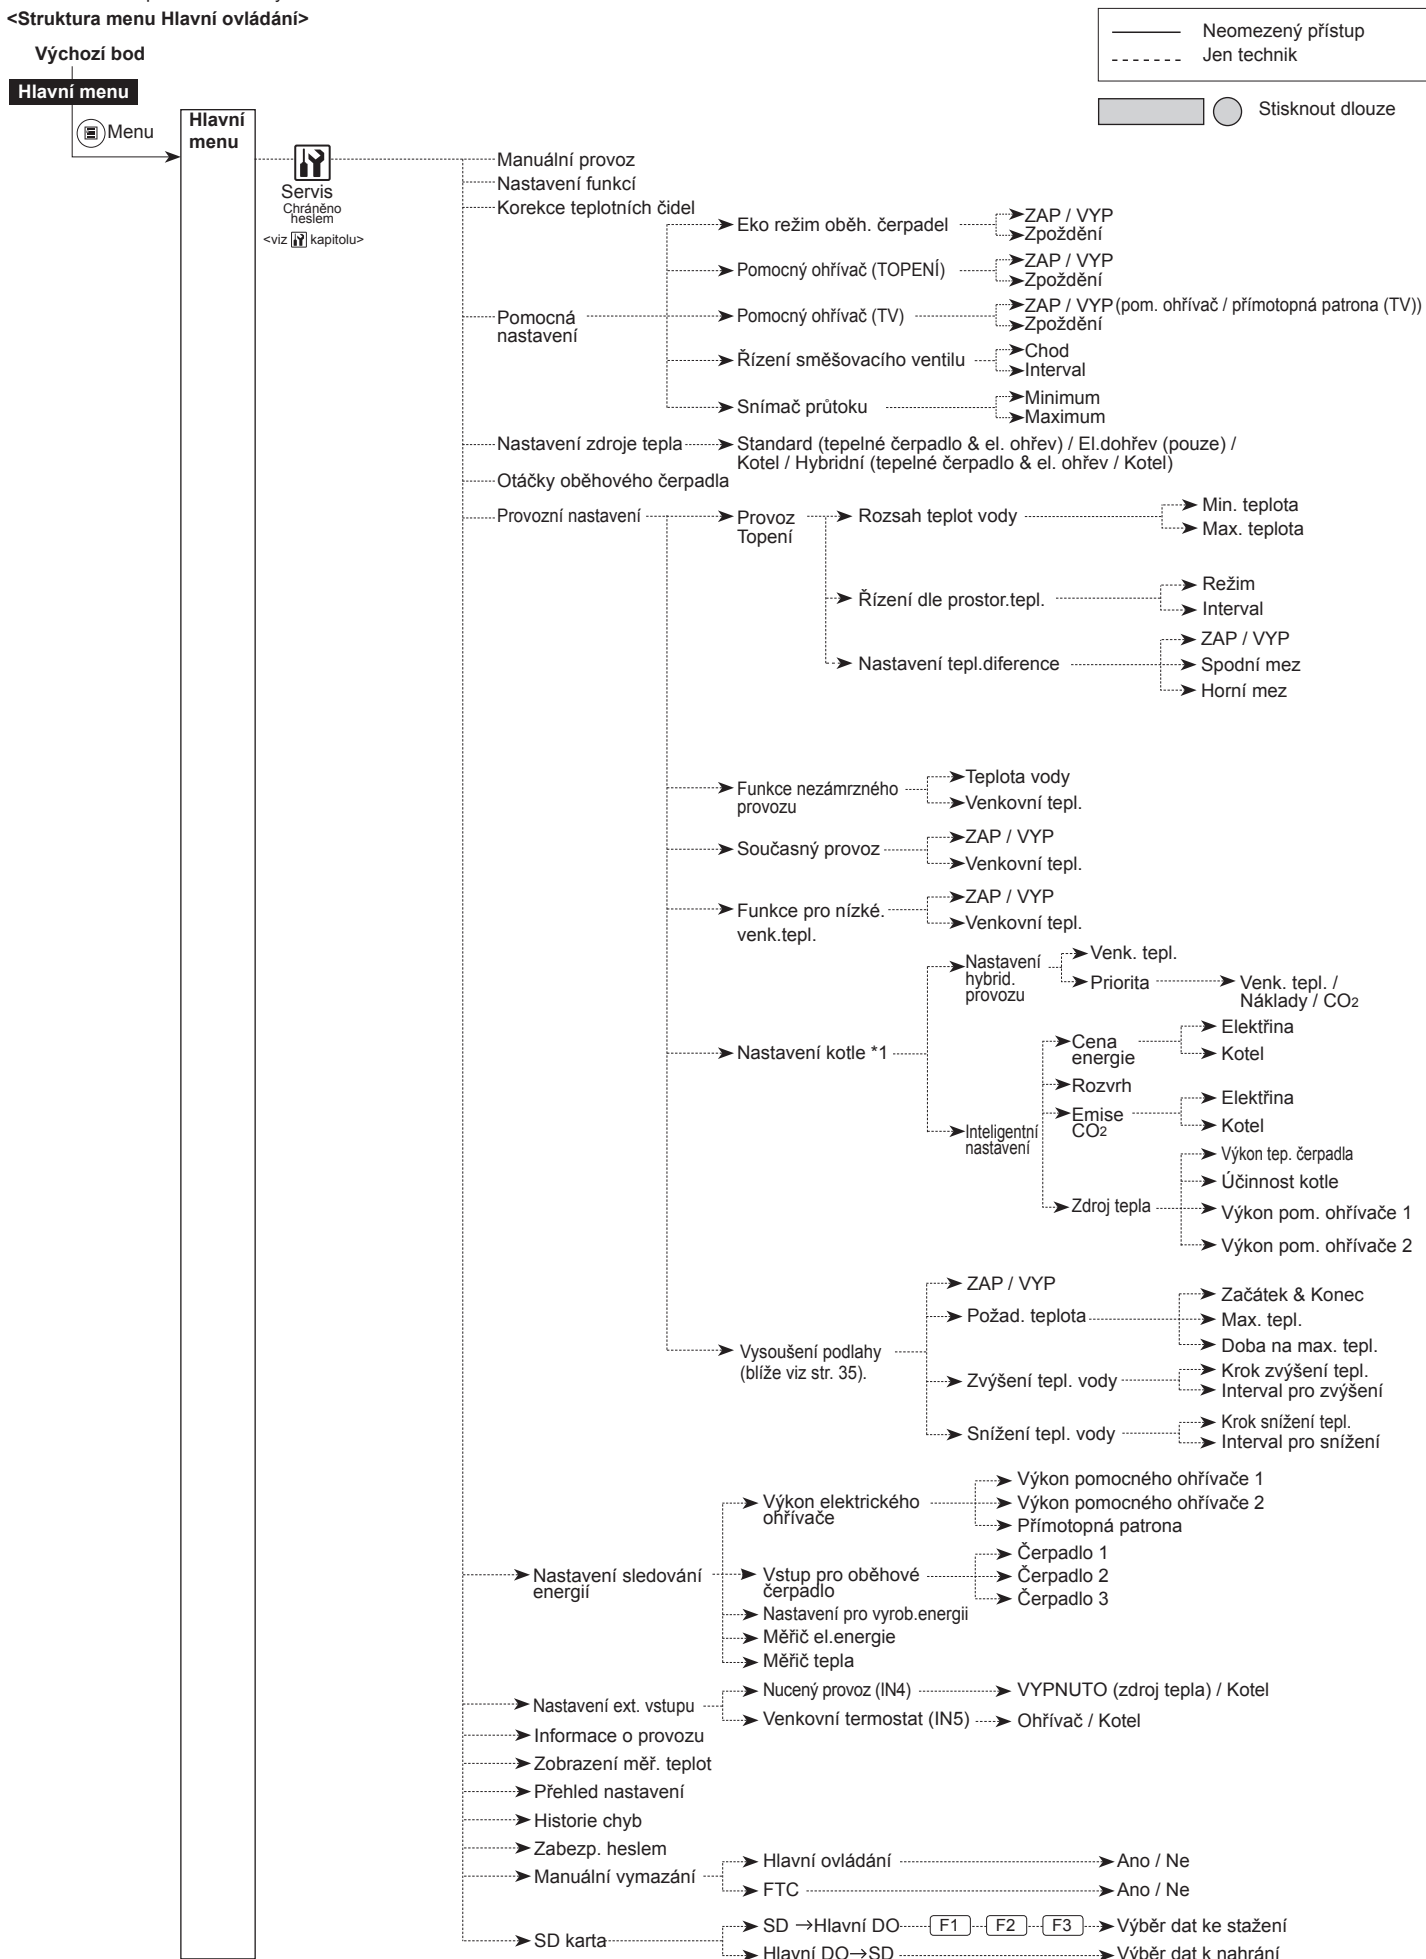 <Struktura menu Hlavní ovládání>
Neomezený přístup
Jen technik
Stisknout dlouze
Výchozí bod
Hlavní menu
Menu
Hlavní
menu
Servis
Chráněno
heslem
<viz kapitolu>
Manuální provoz
Nastavení funkcí
Korekce teplotních čidel
Pomocná
nastavení
Eko režim oběh. čerpadel
ZAP / VYP
Zpoždění
Pomocný ohřívač (TOPENÍ)
ZAP / VYP
Zpoždění
Pomocný ohřívač (TV)
ZAP / VYP (pom. ohřívač / přímotopná patrona (TV))
Zpoždění
Řízení směšovacího ventilu
Chod
Interval
Snímač průtoku
Minimum
Maximum
Nastavení zdroje tepla
Standard (tepelné čerpadlo & el. ohřev) / El.dohřev (pouze) /
Kotel / Hybridní (tepelné čerpadlo & el. ohřev / Kotel)
Otáčky oběhového čerpadla
Provozní nastavení
Provoz
Topení
Rozsah teplot vody
Min. teplota
Max. teplota
Řízení dle prostor.tepl.
Režim
Interval
Nastavení tepl.diference
ZAP / VYP
Spodní mez
Horní mez
Funkce nezámrzného
provozu
Teplota vody
Venkovní tepl.
Současný provoz
ZAP / VYP
Venkovní tepl.
Funkce pro nízké.
venk.tepl.
ZAP / VYP
Venkovní tepl.
Nastavení kotle *1
Nastavení
hybrid.
provozu
Venk. tepl.
Priorita
Venk. tepl. /
Náklady / CO2
Inteligentní
nastavení
Cena
energie
Elektřina
Kotel
Rozvrh
Emise
CO2
Elektřina
Kotel
Zdroj tepla
Výkon tep. čerpadla
Účinnost kotle
Výkon pom. ohřívače 1
Výkon pom. ohřívače 2
Vysoušení podlahy
(blíže viz str. 35).
ZAP / VYP
Požad. teplota
Začátek & Konec
Max. tepl.
Doba na max. tepl.
Zvýšení tepl. vody
Krok zvýšení tepl.
Interval pro zvýšení
Snížení tepl. vody
Krok snížení tepl.
Interval pro snížení
Nastavení sledování
energií
Výkon elektrického
ohřívače
Výkon pomocného ohřívače 1
Výkon pomocného ohřívače 2
Přímotopná patrona
Vstup pro oběhové
čerpadlo
Čerpadlo 1
Čerpadlo 2
Čerpadlo 3
Nastavení pro vyrob.energii
Měřič el.energie
Měřič tepla
Nastavení ext. vstupu
Nucený provoz (IN4)
VYPNUTO (zdroj tepla) / Kotel
Venkovní termostat (IN5)
Ohřívač / Kotel
Informace o provozu
Zobrazení měř. teplot
Přehled nastavení
Historie chyb
Zabezp. heslem
Manuální vymazání
Hlavní ovládání
Ano / Ne
FTC
Ano / Ne
SD karta
SD →Hlavní DO
F1
F2
F3
Výběr dat ke stažení
Hlavní DO→SD
Výběr dat k nahrání